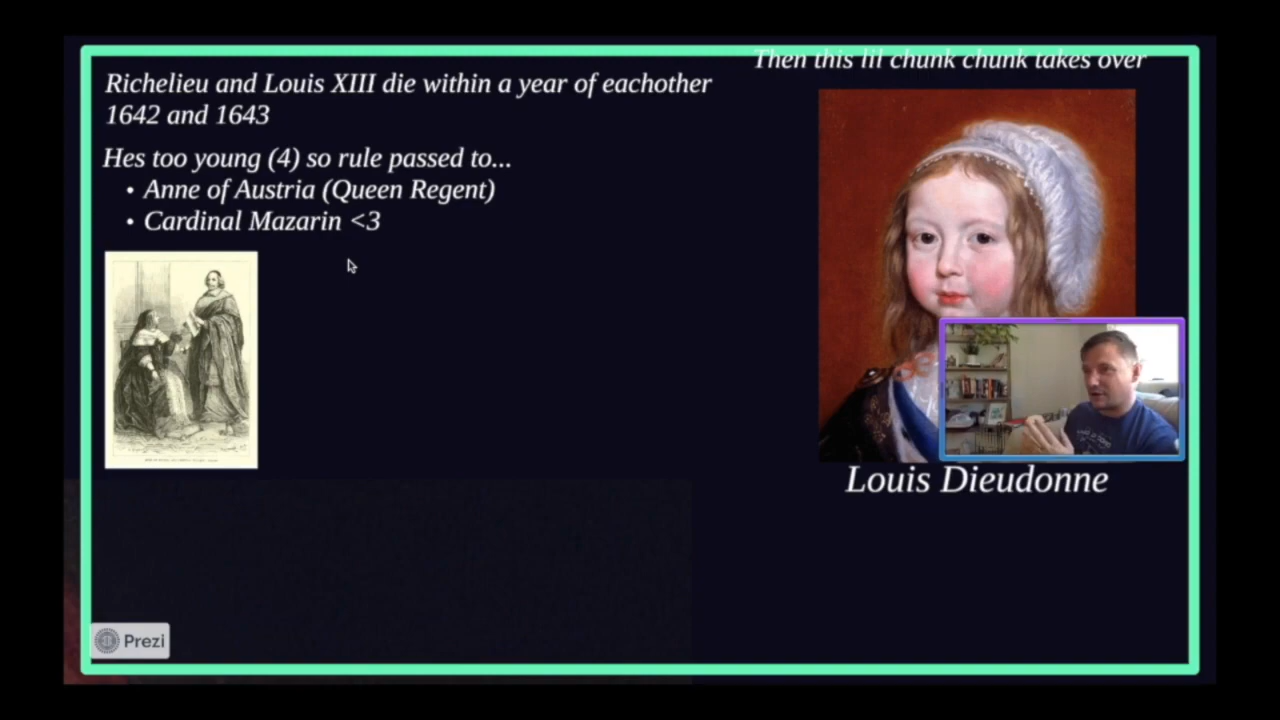 Then this lil chunk chunk takes over
Richelieu and Louis XIII die within a year of eachother
1642 and 1643
Hes too young (4) so rule passed to...
• Anne of Austria (Queen Regent)
• Cardinal Mazarin <3
Louis Dieudonne
Prezi